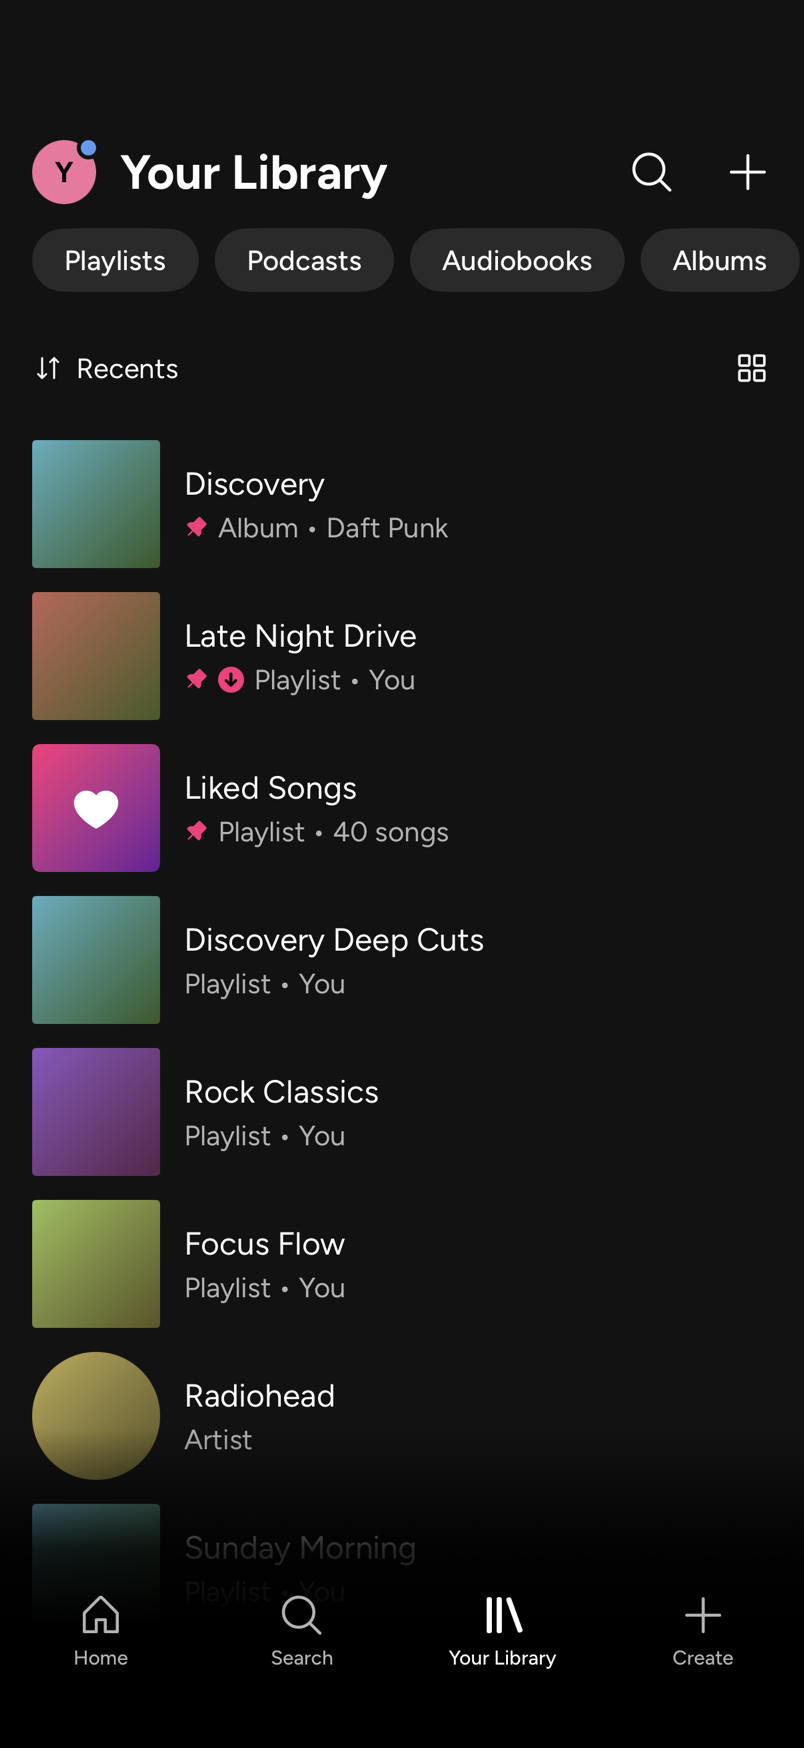 Y
Your Library
Playlists
Podcasts
Audiobooks
Albums
Recents
Discovery
Album • Daft Punk
Late Night Drive
Playlist • You
Liked Songs
Playlist • 40 songs
Discovery Deep Cuts
Playlist • You
Rock Classics
Playlist • You
Focus Flow
Playlist • You
Radiohead
Artist
Sunday Morning
Playlist • You
Home
Search
Your Library
Create